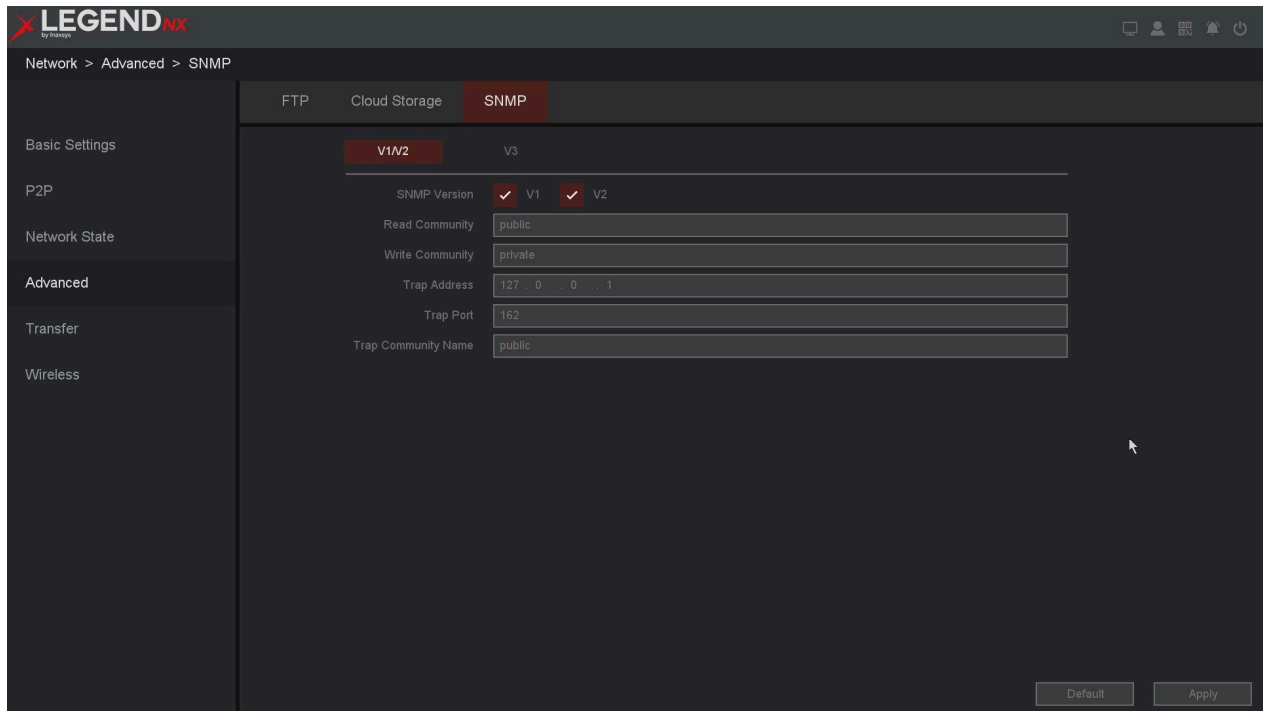 LEGEND NX
by Inaxsys
Network > Advanced > SNMP
FTP Cloud Storage SNMP
Basic Settings
P2P
Network State
Advanced
Transfer
Wireless
V1/V2 V3
SNMP Version V1 V2
Read Community public
Write Community private
Trap Address 127 . 0 . 0 . 1
Trap Port 162
Trap Community Name public
Default Apply